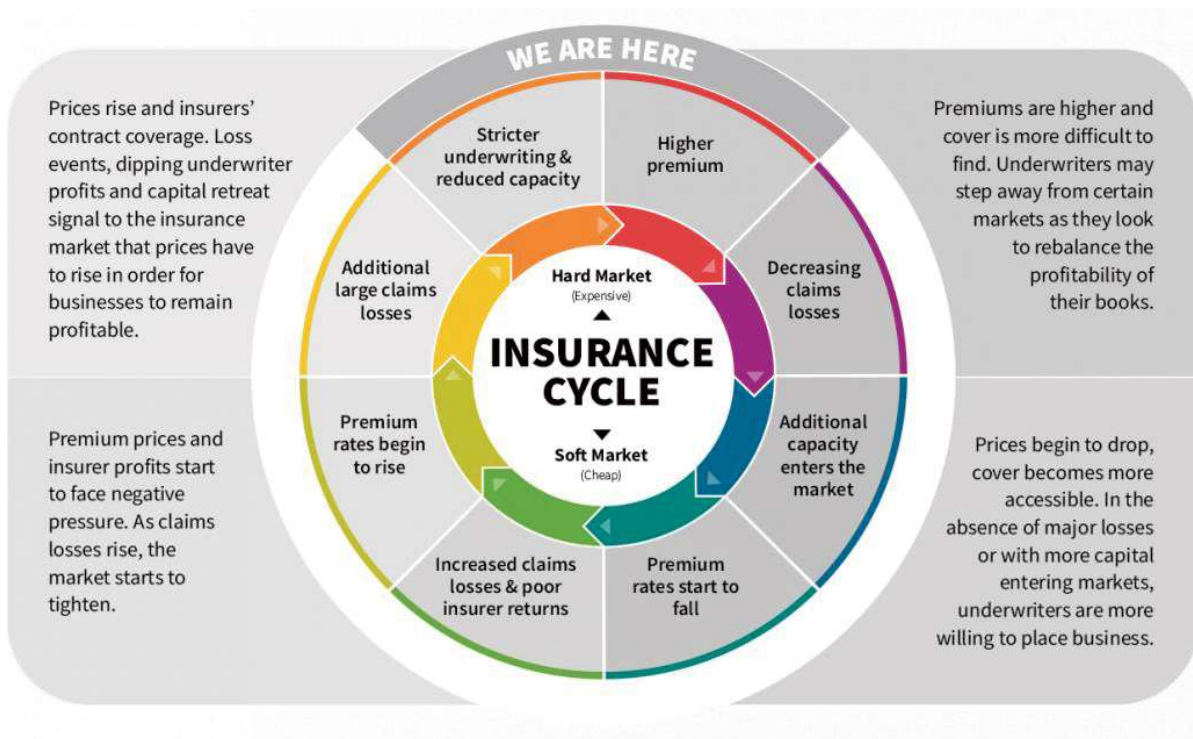 WE ARE HERE
Prices rise and insurers’
contract coverage. Loss
events, dipping underwriter
profits and capital retreat
signal to the insurance
market that prices have
to rise in order for
businesses to remain
profitable.
Premiums are higher and
cover is more difficult to
find. Underwriters may
step away from certain
markets as they look
to rebalance the
profitability of
their books.
Stricter
underwriting &
reduced capacity
Higher
premium
Additional
large claims
losses
Decreasing
claims
losses
Hard Market
(Expensive)
INSURANCE
CYCLE
Soft Market
(Cheap)
Premium
rates begin
to rise
Additional
capacity
enters the
market
Increased claims
losses & poor
insurer returns
Premium
rates start to
fall
Premium prices and
insurer profits start
to face negative
pressure. As claims
losses rise, the
market starts to
tighten.
Prices begin to drop,
cover becomes more
accessible. In the
absence of major losses
or with more capital
entering markets,
underwriters are more
willing to place business.